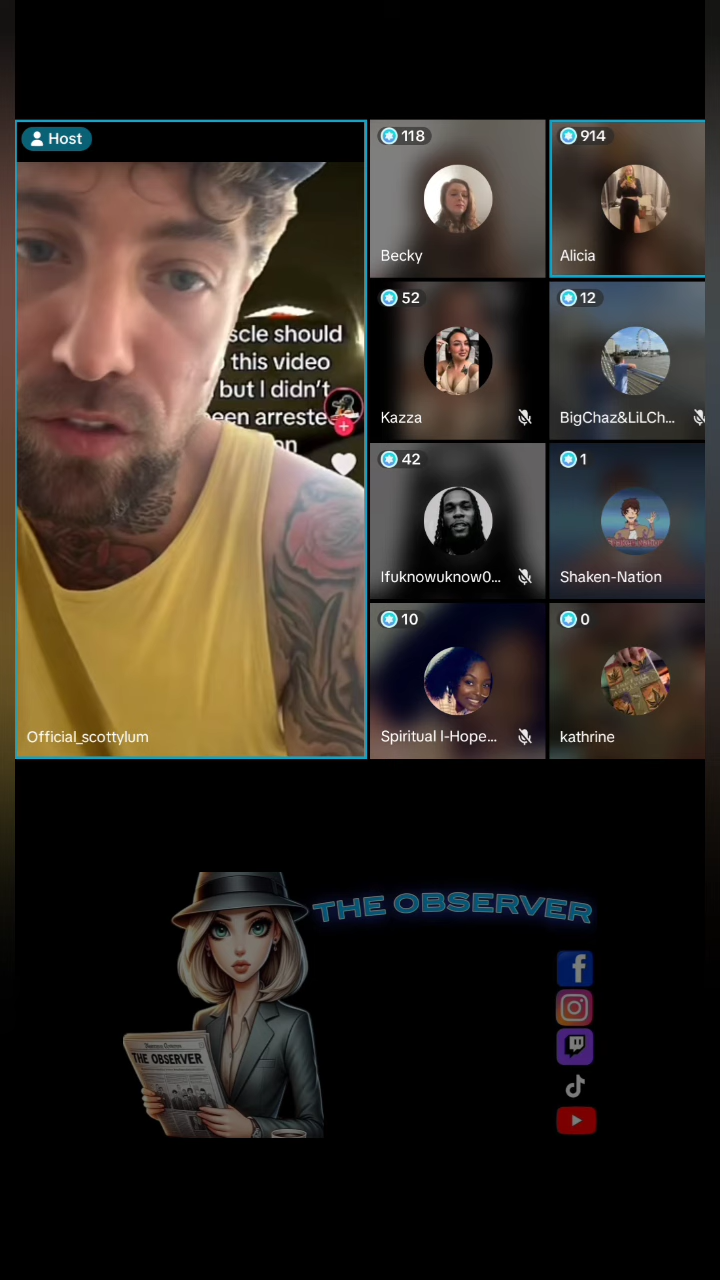 Host
scle should
this video
but I didn't
een arreste
on
Official_scottylum
118
Becky
914
Alicia
52
Kazza
12
BigChaz&LiLCh...
42
Ifuknowuknow0...
1
Shaken-Nation
10
Spiritual I-Hope...
0
kathrine
THE OBSERVER
THE OBSERVER